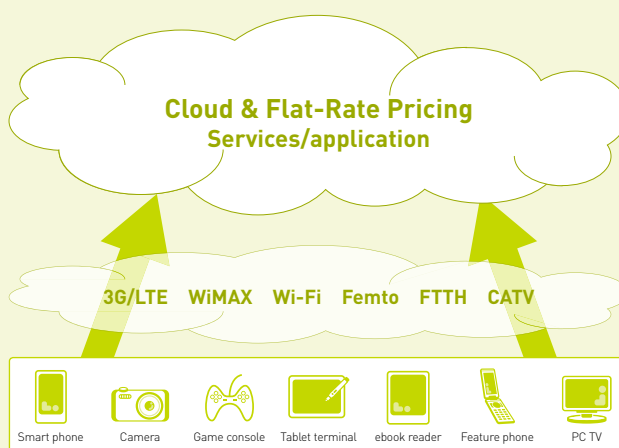 Cloud & Flat-Rate Pricing
Services/application
3G/LTE WiMAX Wi-Fi Femto FTTH CATV
Smart phone Camera Game console Tablet terminal ebook reader Feature phone PC TV